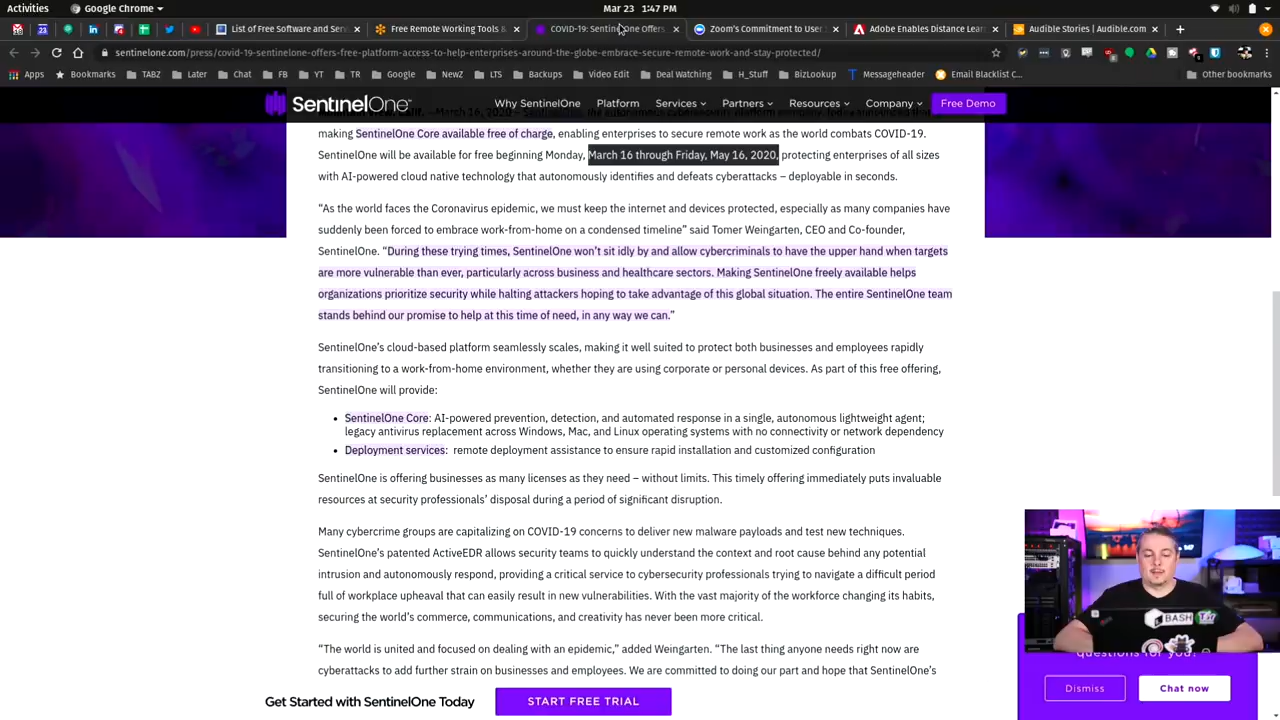 Activities
Google Chrome
Mar 23 1:47 PM
List of Free Software and Serv
Free Remote Working Tools &
COVID-19: SentinelOne Offers
Zoom's Commitment to User
Adobe Enables Distance Lear
Audible Stories | Audible.com
sentinelone.com/press/covid-19-sentinelone-offers-free-platform-access-to-help-enterprises-around-the-globe-embrace-secure-remote-work-and-stay-productive/
Apps
Bookmarks
TABZ
Later
Chat
FB
YT
TR
Google
NewZ
LTS
Backups
Video Edit
Deal Watching
H_Stuff
BizLookup
Messageheader
Email Blacklist C...
Other bookmarks
SentinelOne
Why SentinelOne
Platform
Services
Partners
Resources
Company
Free Demo
making SentinelOne Core available free of charge, enabling enterprises to secure remote work as the world combats COVID-19.
SentinelOne will be available for free beginning Monday, March 16 through Friday, May 16, 2020, protecting enterprises of all sizes
with AI-powered cloud native technology that autonomously identifies and defeats cyberattacks – deployable in seconds.
“As the world faces the Coronavirus epidemic, we must keep the internet and devices protected, especially as many companies have
suddenly been forced to embrace work-from-home on a condensed timeline” said Tomer Weingarten, CEO and Co-founder,
SentinelOne. “During these trying times, SentinelOne won’t sit idly by and allow cybercriminals to have the upper hand when targets
are more vulnerable than ever, particularly across business and healthcare sectors. Making SentinelOne freely available helps
organizations prioritize security while halting attackers hoping to take advantage of this global situation. The entire SentinelOne team
stands behind our promise to help at this time of need, in any way we can.”
SentinelOne’s cloud-based platform seamlessly scales, making it well suited to protect both businesses and employees rapidly
transitioning to a work-from-home environment, whether they are using corporate or personal devices. As part of this free offering,
SentinelOne will provide:
• SentinelOne Core: AI-powered prevention, detection, and automated response in a single, autonomous lightweight agent;
legacy antivirus replacement across Windows, Mac, and Linux operating systems with no connectivity or network dependency
• Deployment services: remote deployment assistance to ensure rapid installation and customized configuration
SentinelOne is offering businesses as many licenses as they need – without limits. This timely offering immediately puts invaluable
resources at security professionals’ disposal during a period of significant disruption.
Many cybercrime groups are capitalizing on COVID-19 concerns to deliver new malware payloads and test new techniques.
SentinelOne’s patented ActiveEDR allows security teams to quickly understand the context and root cause behind any potential
intrusion and autonomously respond, providing a critical service to cybersecurity professionals trying to navigate a difficult period
full of workplace upheaval that can easily result in new vulnerabilities. With the vast majority of the workforce changing its habits,
securing the world’s commerce, communications, and creativity has never been more critical.
“The world is united and focused on dealing with an epidemic,” added Weingarten. “The last thing anyone needs right now are
cyberattacks to add further strain on businesses and employees. We are committed to doing our part and hope that SentinelOne’s
BASH
questions for you?
Dismiss
Chat now
Get Started with SentinelOne Today
START FREE TRIAL